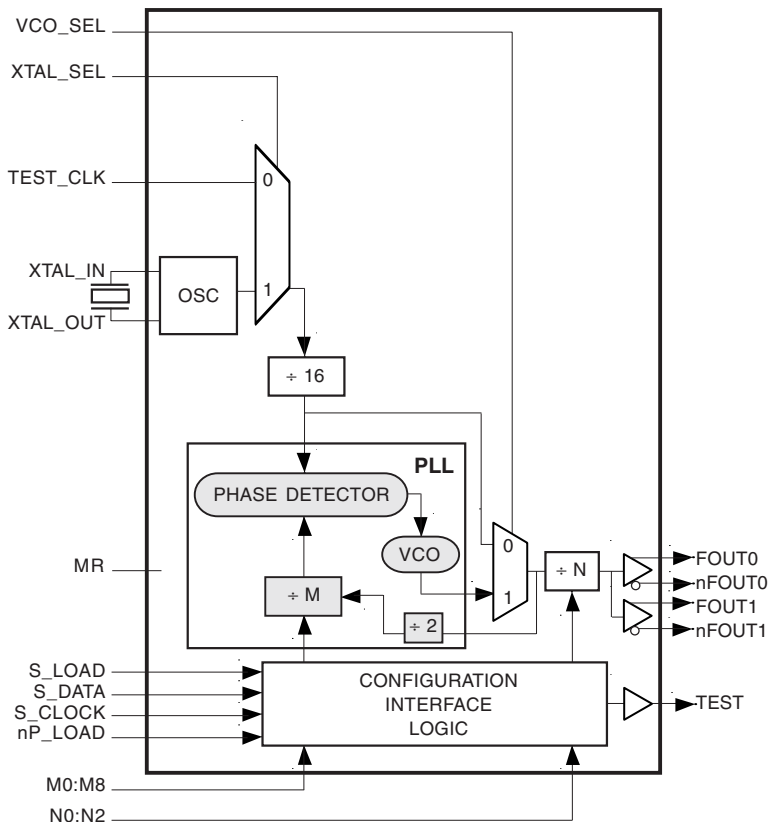 VCO_SEL
XTAL_SEL
TEST_CLK
0
XTAL_IN
OSC
1
XTAL_OUT
÷ 16
PLL
PHASE DETECTOR
VCO
0
1
÷ N
FOUT0
nFOUT0
FOUT1
nFOUT1
MR
÷ M
÷ 2
S_LOAD
S_DATA
S_CLOCK
nP_LOAD
CONFIGURATION
INTERFACE
LOGIC
TEST
M0:M8
N0:N2